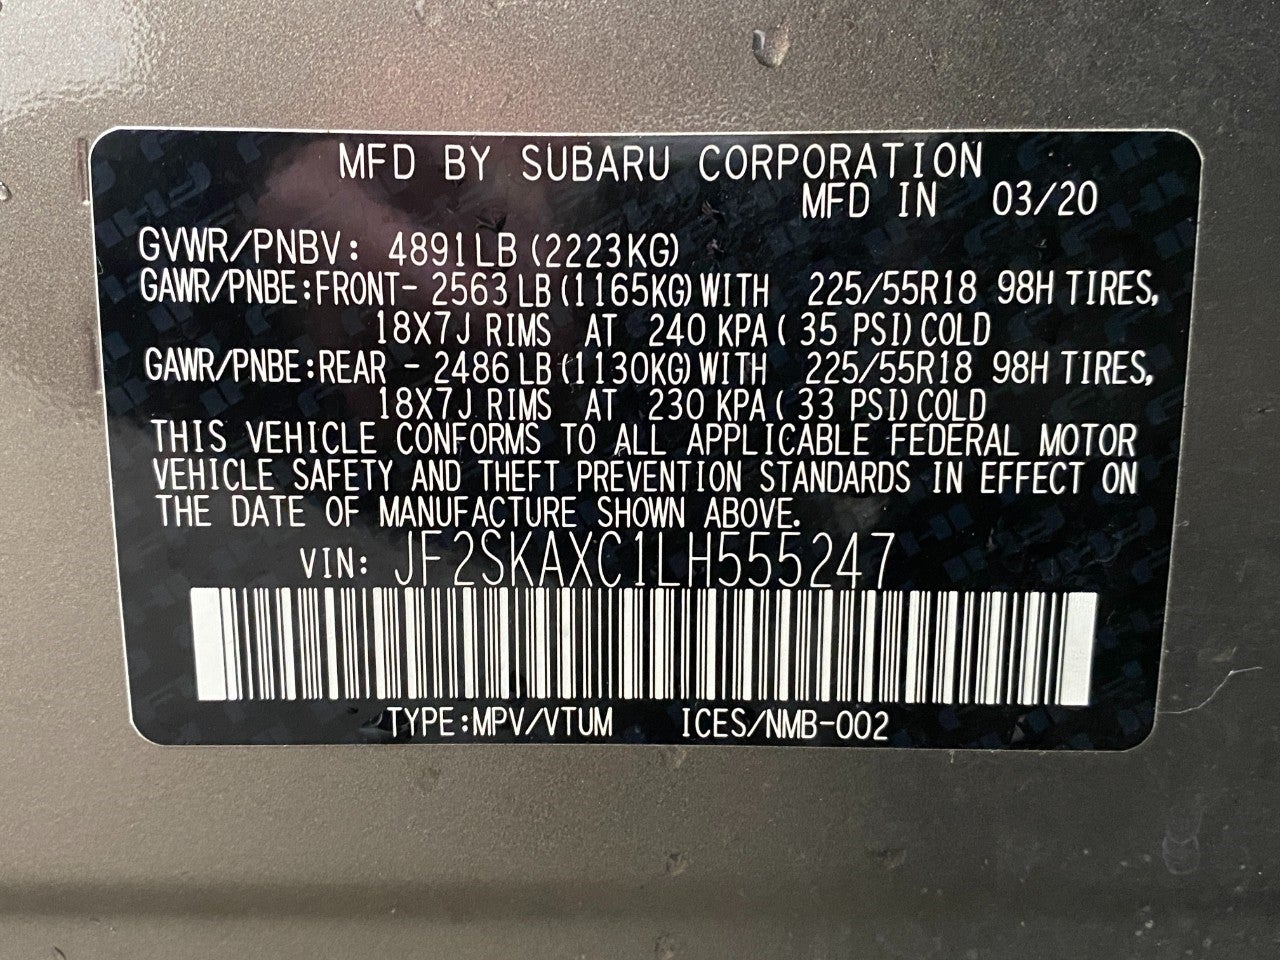 MFD BY SUBARU CORPORATION
MFD IN 03/20
GVWR/PNBV: 4891LB (2223KG)
GAWR/PNBE:FRONT- 2563 LB (1165KG) WITH 225/55R18 98H TIRES,
18X7J RIMS AT 240 KPA ( 35 PSI) COLD
GAWR/PNBE:REAR - 2486 LB (1130KG) WITH 225/55R18 98H TIRES,
18X7J RIMS AT 230 KPA ( 33 PSI) COLD
THIS VEHICLE CONFORMS TO ALL APPLICABLE FEDERAL MOTOR
VEHICLE SAFETY AND THEFT PREVENTION STANDARDS IN EFFECT ON
THE DATE OF MANUFACTURE SHOWN ABOVE.
VIN: JF2SKAXC1LH555247
TYPE:MPV/VTUM ICES/NMB-002